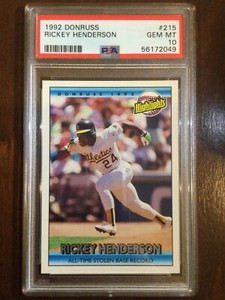 1992 DONRUSS #215
RICKEY HENDERSON GEM MT
PSA 10
56172049
DONRUSS 1992
Highlights
Athletics
24
RICKEY HENDERSON
ALL-TIME STOLEN BASE RECORD